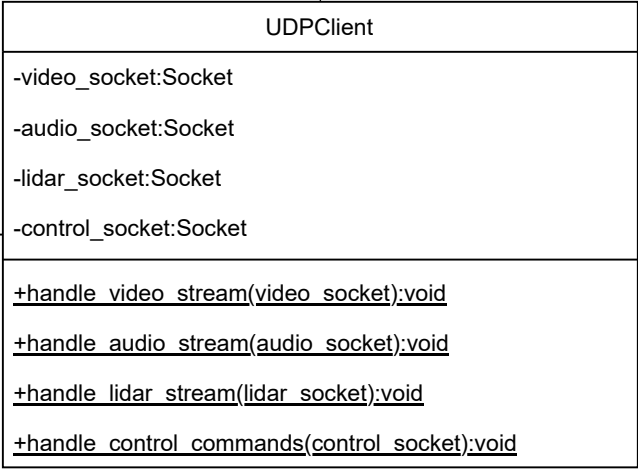 UDPClient
-video_socket:Socket
-audio_socket:Socket
-lidar_socket:Socket
-control_socket:Socket
+handle_video_stream(video_socket):void
+handle_audio_stream(audio_socket):void
+handle_lidar_stream(lidar_socket):void
+handle_control_commands(control_socket):void